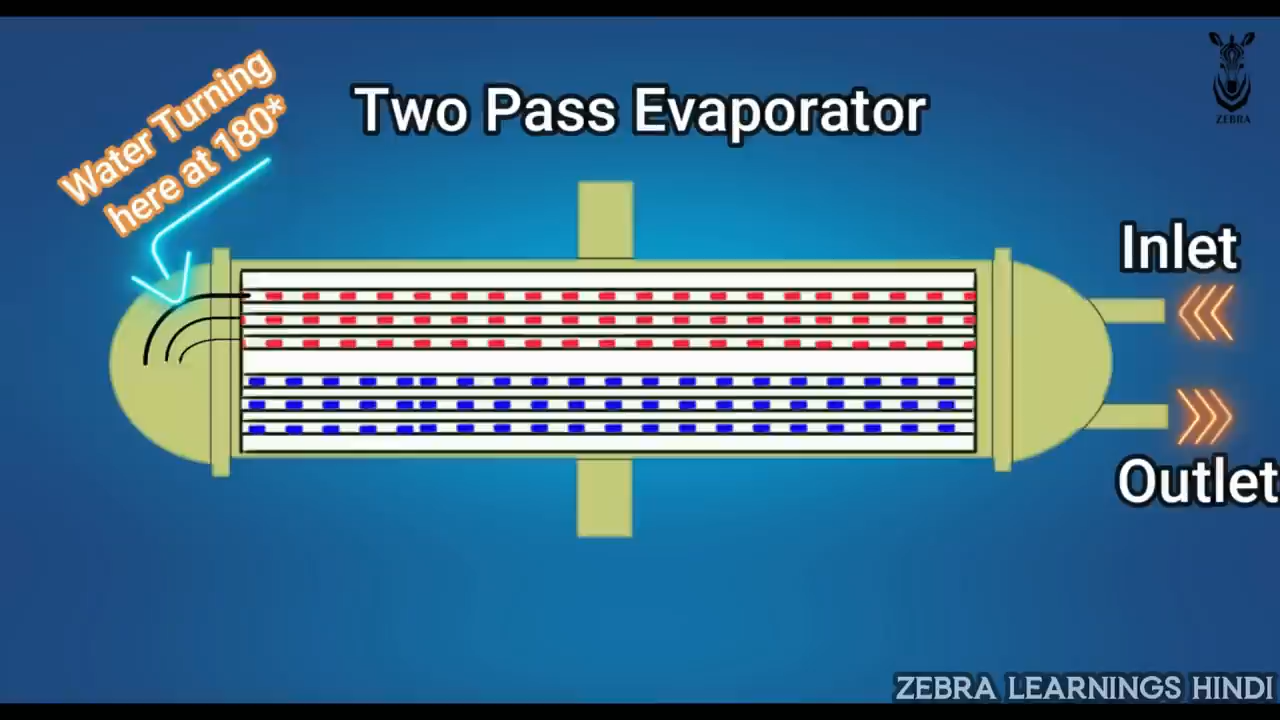 Water Turning
here at 180*
Two Pass Evaporator
ZEBRA
Inlet
Outlet
ZEBRA LEARNINGS HINDI